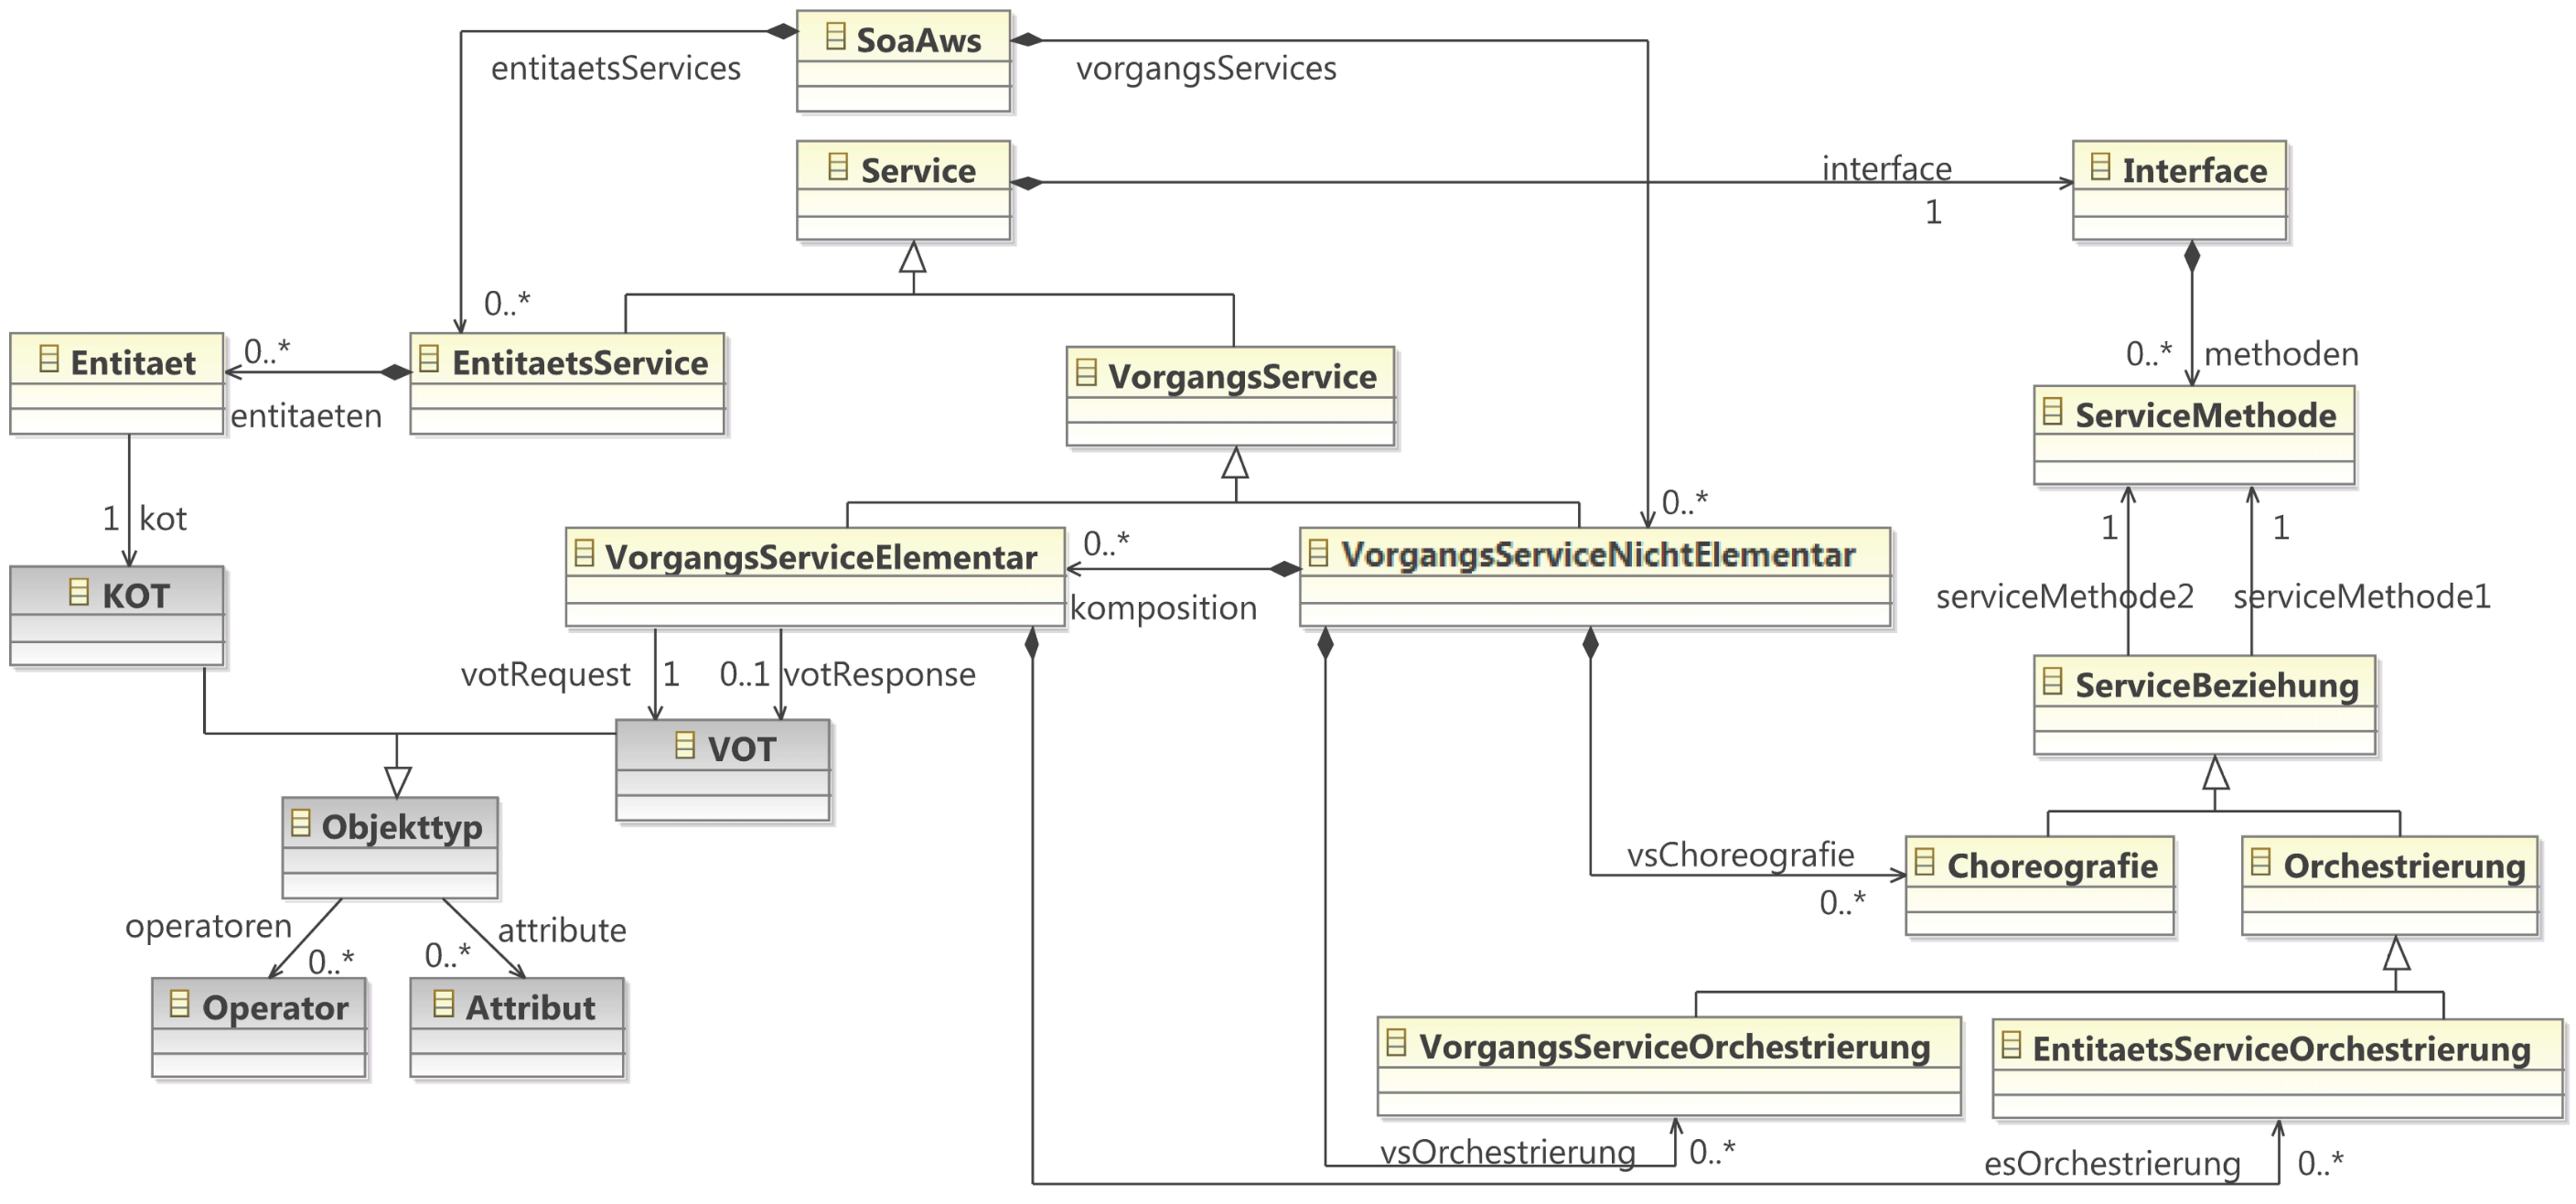 SoaAws
entitaetsServices
vorgangsServices
Service
interface
1
Interface
0..*
Entitaet
0..*
EntitaetsService
entitaeten
VorgangsService
0..*
methoden
ServiceMethode
1
kot
0..*
VorgangsServiceElementar
0..*
komposition
VorgangsServiceNichtElementar
1
1
serviceMethode2
serviceMethode1
KOT
votRequest
1
0..1
votResponse
ServiceBeziehung
VOT
Objekttyp
vsChoreografie
0..*
Choreografie
Orchestrierung
operatoren
0..*
0..*
attribute
Operator
Attribut
VorgangsServiceOrchestrierung
EntitaetsServiceOrchestrierung
vsOrchestrierung
0..*
esOrchestrierung
0..*